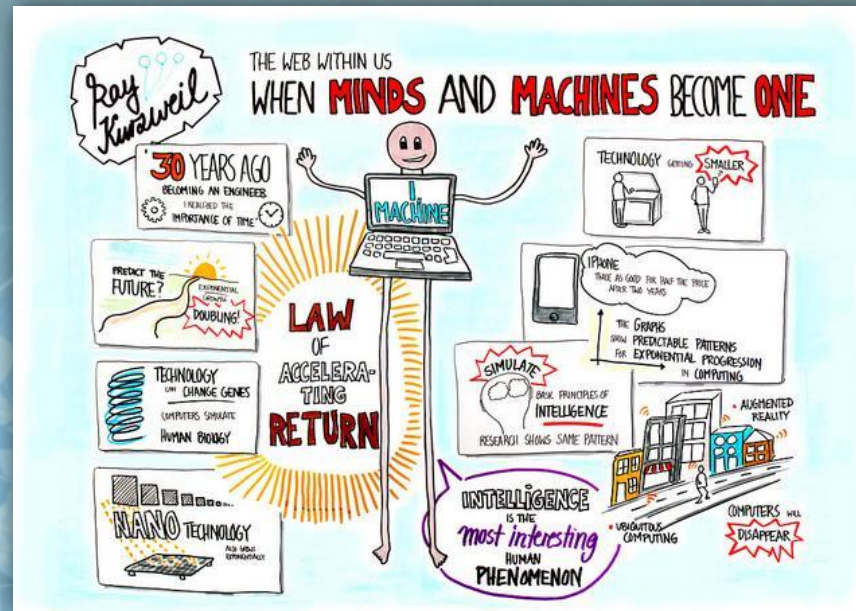 Ray
Kurzweil
THE WEB WITHIN US
WHEN MINDS AND MACHINES BECOME ONE
30 YEARS AGO
BECOMING AN ENGINEER
I REALIZED THE
IMPORTANCE OF TIME
I
MACHINE
PREDICT THE
FUTURE?
EXPONENTIAL
GROWTH
DOUBLING!
TECHNOLOGY
CAN CHANGE GENES
COMPUTERS SIMULATE
HUMAN BIOLOGY
NANO TECHNOLOGY
ALSO GROWS
EXPONENTIALLY
LAW
OF
ACCELERA-
TING
RETURN
TECHNOLOGY GETTING SMALLER
IPHONE
TWICE AS GOOD FOR HALF THE PRICE
AFTER TWO YEARS
THE GRAPHS
SHOW PREDICTABLE PATTERNS
FOR EXPONENTIAL PROGRESSION
IN COMPUTING
SIMULATE
BASIC PRINCIPLES OF
INTELLIGENCE
RESEARCH SHOWS SAME PATTERN
AUGMENTED
REALITY
UBIQUITOUS
COMPUTING
COMPUTERS WILL
DISAPPEAR
INTELLIGENCE
IS THE
most interesting
HUMAN
PHENOMENON